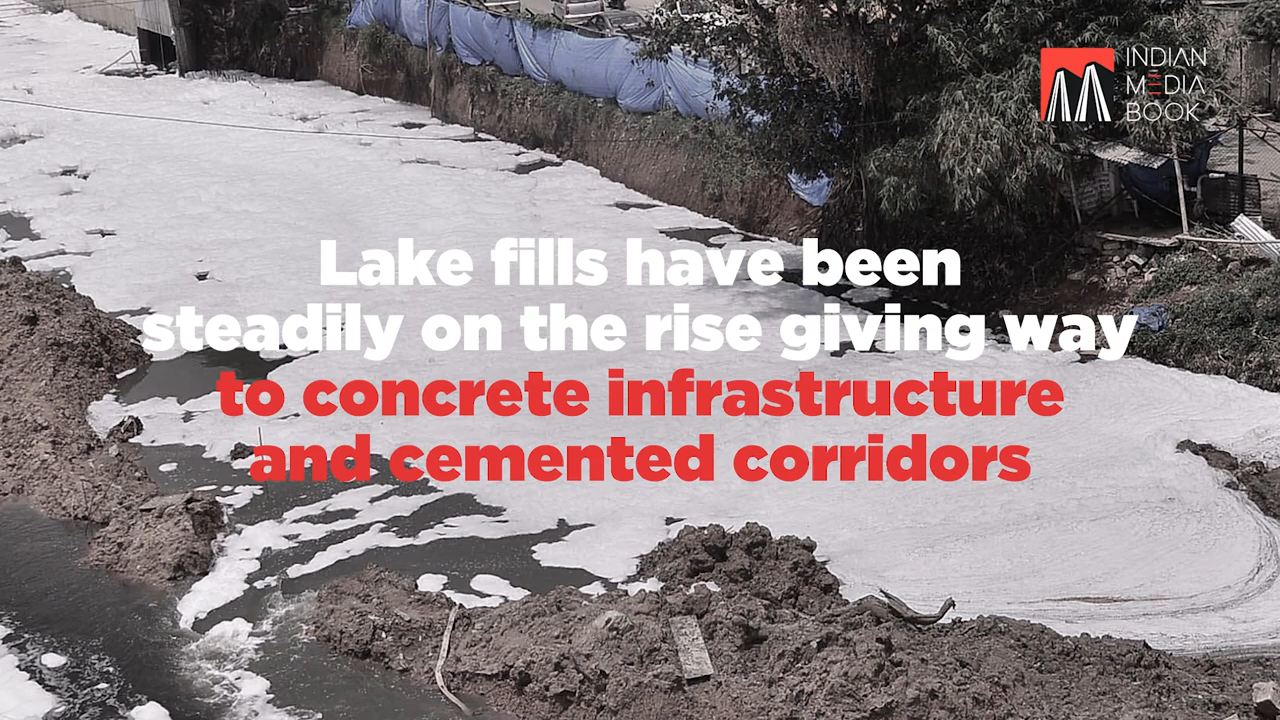 INDIAN
MEDIA
BOOK
Lake fills have been
steadily on the rise giving way
to concrete infrastructure
and cemented corridors